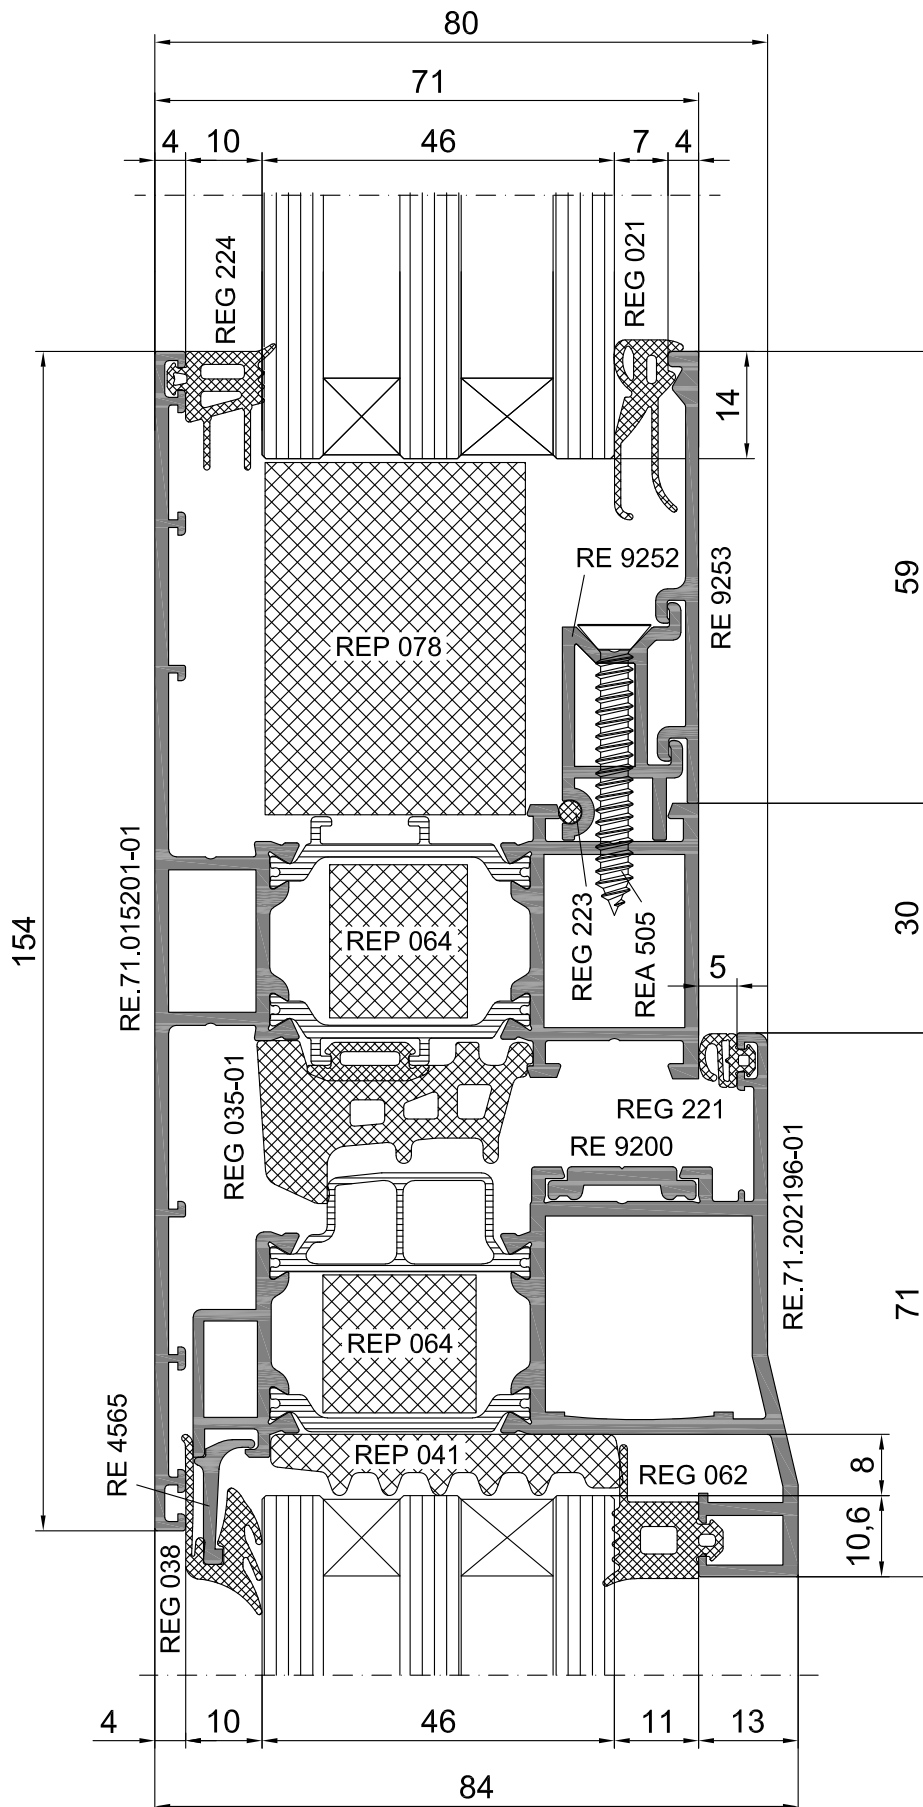 80
71
4
10
46
7
4
REG 224
REG 021
14
RE 9252
RE 9253
59
REP 078
RE.71.015201-01
154
REP 064
REG 223
REA 505
30
5
REG 035-01
REG 221
RE 9200
RE.71.202196-01
REP 064
71
RE 4565
REP 041
REG 062
8
10,6
REG 038
4
10
46
11
13
84